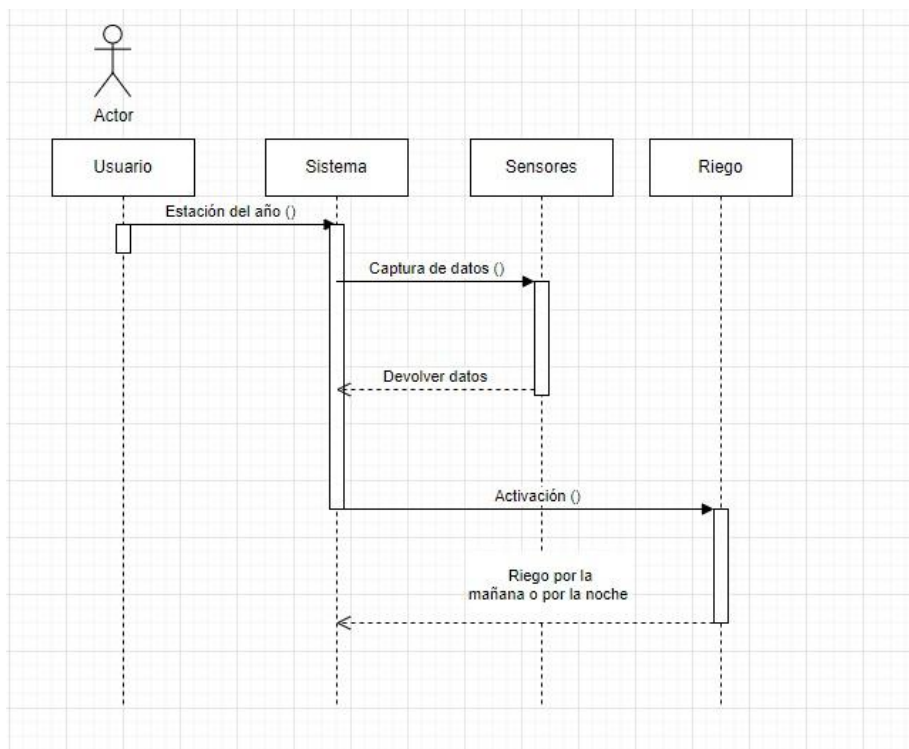 Actor
Usuario
Sistema
Sensores
Riego
Estación del año ()
Captura de datos ()
Devolver datos
Activación ()
Riego por la
mañana o por la noche